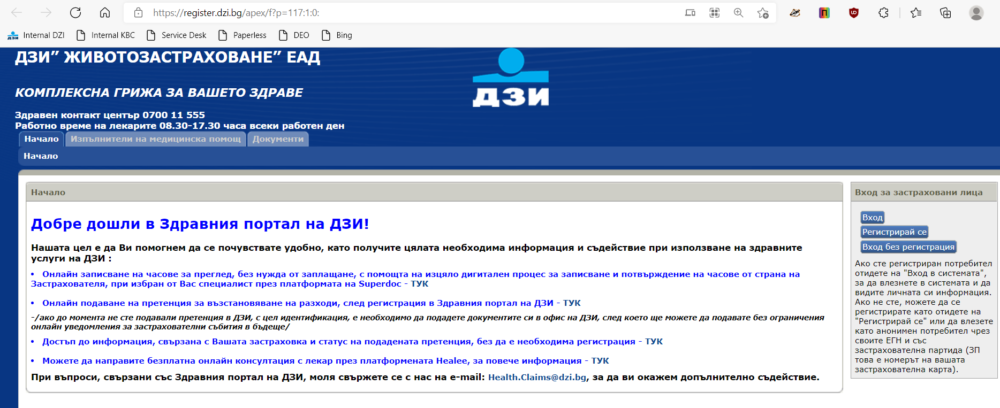 https://register.dzi.bg/apex/f?p=117:1:0:
Internal DZI
Internal KBC
Service Desk
Paperless
DEO
Bing
ДЗИ” ЖИВОТОЗАСТРАХОВАНЕ” ЕАД
КОМПЛЕКСНА ГРИЖА ЗА ВАШЕТО ЗДРАВЕ
Здравен контакт център 0700 11 555
Работно време на лекарите 08.30-17.30 часа всеки работен ден
дзи
Начало
Изпълнители на медицинска помощ
Документи
Начало
Начало
Добре дошли в Здравния портал на ДЗИ!
Нашата цел е да Ви помогнем да се почувствате удобно, като получите цялата необходима информация и съдействие при използване на здравните
услуги на ДЗИ :
• Онлайн записване на часове за преглед, без нужда от заплащане, с помощта на изцяло дигитален процес за записване и потвърждение на часове от страна на
Застрахователя, при избран от Вас специалист през платформата на Superdoc - ТУК
• Онлайн подаване на претенция за възстановяване на разходи, след регистрация в Здравния портал на ДЗИ - ТУК
-/ако до момента не сте подавали претенция в ДЗИ, с цел идентификация, е необходимо да подадете документите си в офис на ДЗИ, след което ще можете да подавате без ограничения
онлайн уведомления за застрахователни събития в бъдеще/
• Достъп до информация, свързана с Вашата застраховка и статус на подадената претенция, без да е необходима регистрация - ТУК
• Можете да направите безплатна онлайн консултация с лекар през платформената Healee, за повече информация - ТУК
При въпроси, свързани със Здравния портал на ДЗИ, моля свържете се с нас на e-mail: Health.Claims@dzi.bg, за да ви окажем допълнително съдействие.
Вход за застраховани лица
Вход
Регистрирай се
Вход без регистрация
Ако сте регистриран потребител
отидете на "Вход в системата",
за да влезнете в системата и да
видите личната си информация.
Ако не сте, можете да се
регистрирате като отидете на
"Регистрирай се" или да влезете
като анонимен потребител чрез
своите ЕГН и със
застрахователна партида (ЗП
това е номерът на вашата
застрахователна карта).